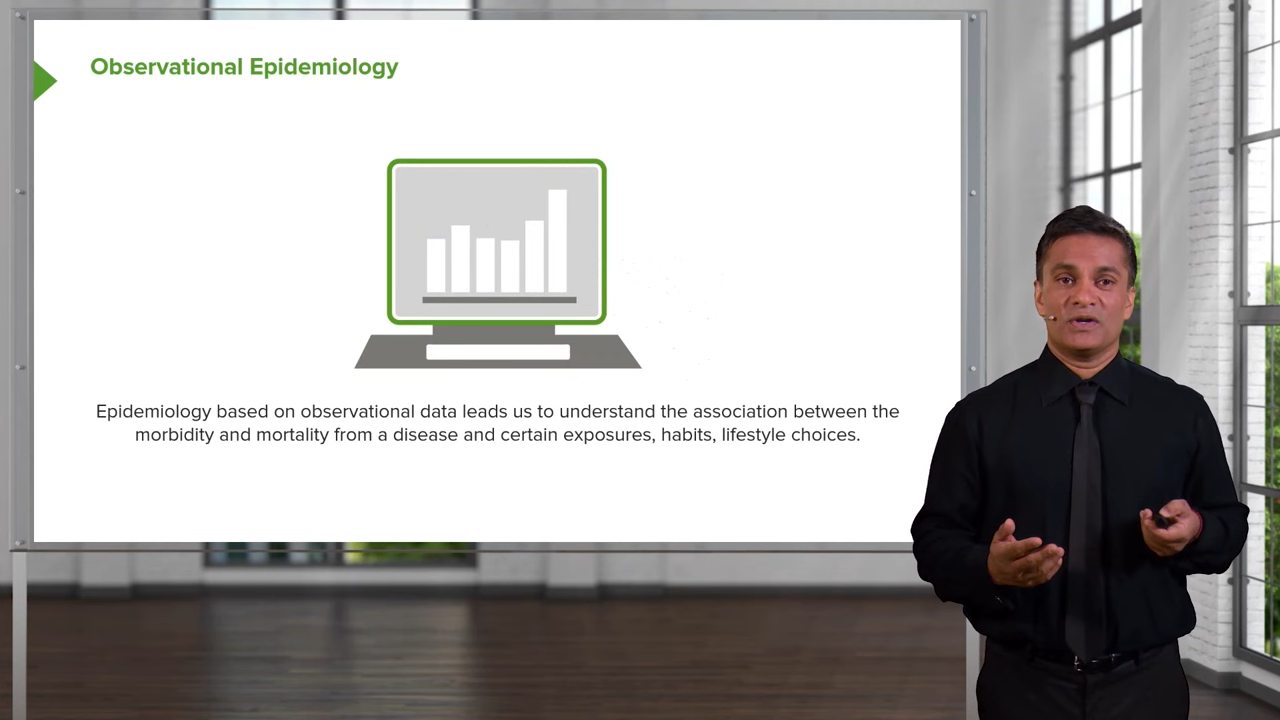 Observational Epidemiology
Epidemiology based on observational data leads us to understand the association between the
morbidity and mortality from a disease and certain exposures, habits, lifestyle choices.